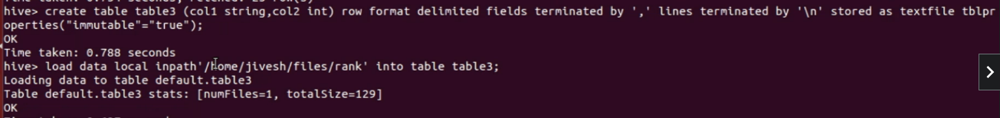 hive> create table table3 (col1 string,col2 int) row format delimited fields terminated by ',' lines terminated by '\n' stored as textfile tblpr
operties("immutable"="true");
OK
Time taken: 0.788 seconds
hive> load data local inpath'/home/jivesh/files/rank' into table table3;
Loading data to table default.table3
Table default.table3 stats: [numFiles=1, totalSize=129]
OK